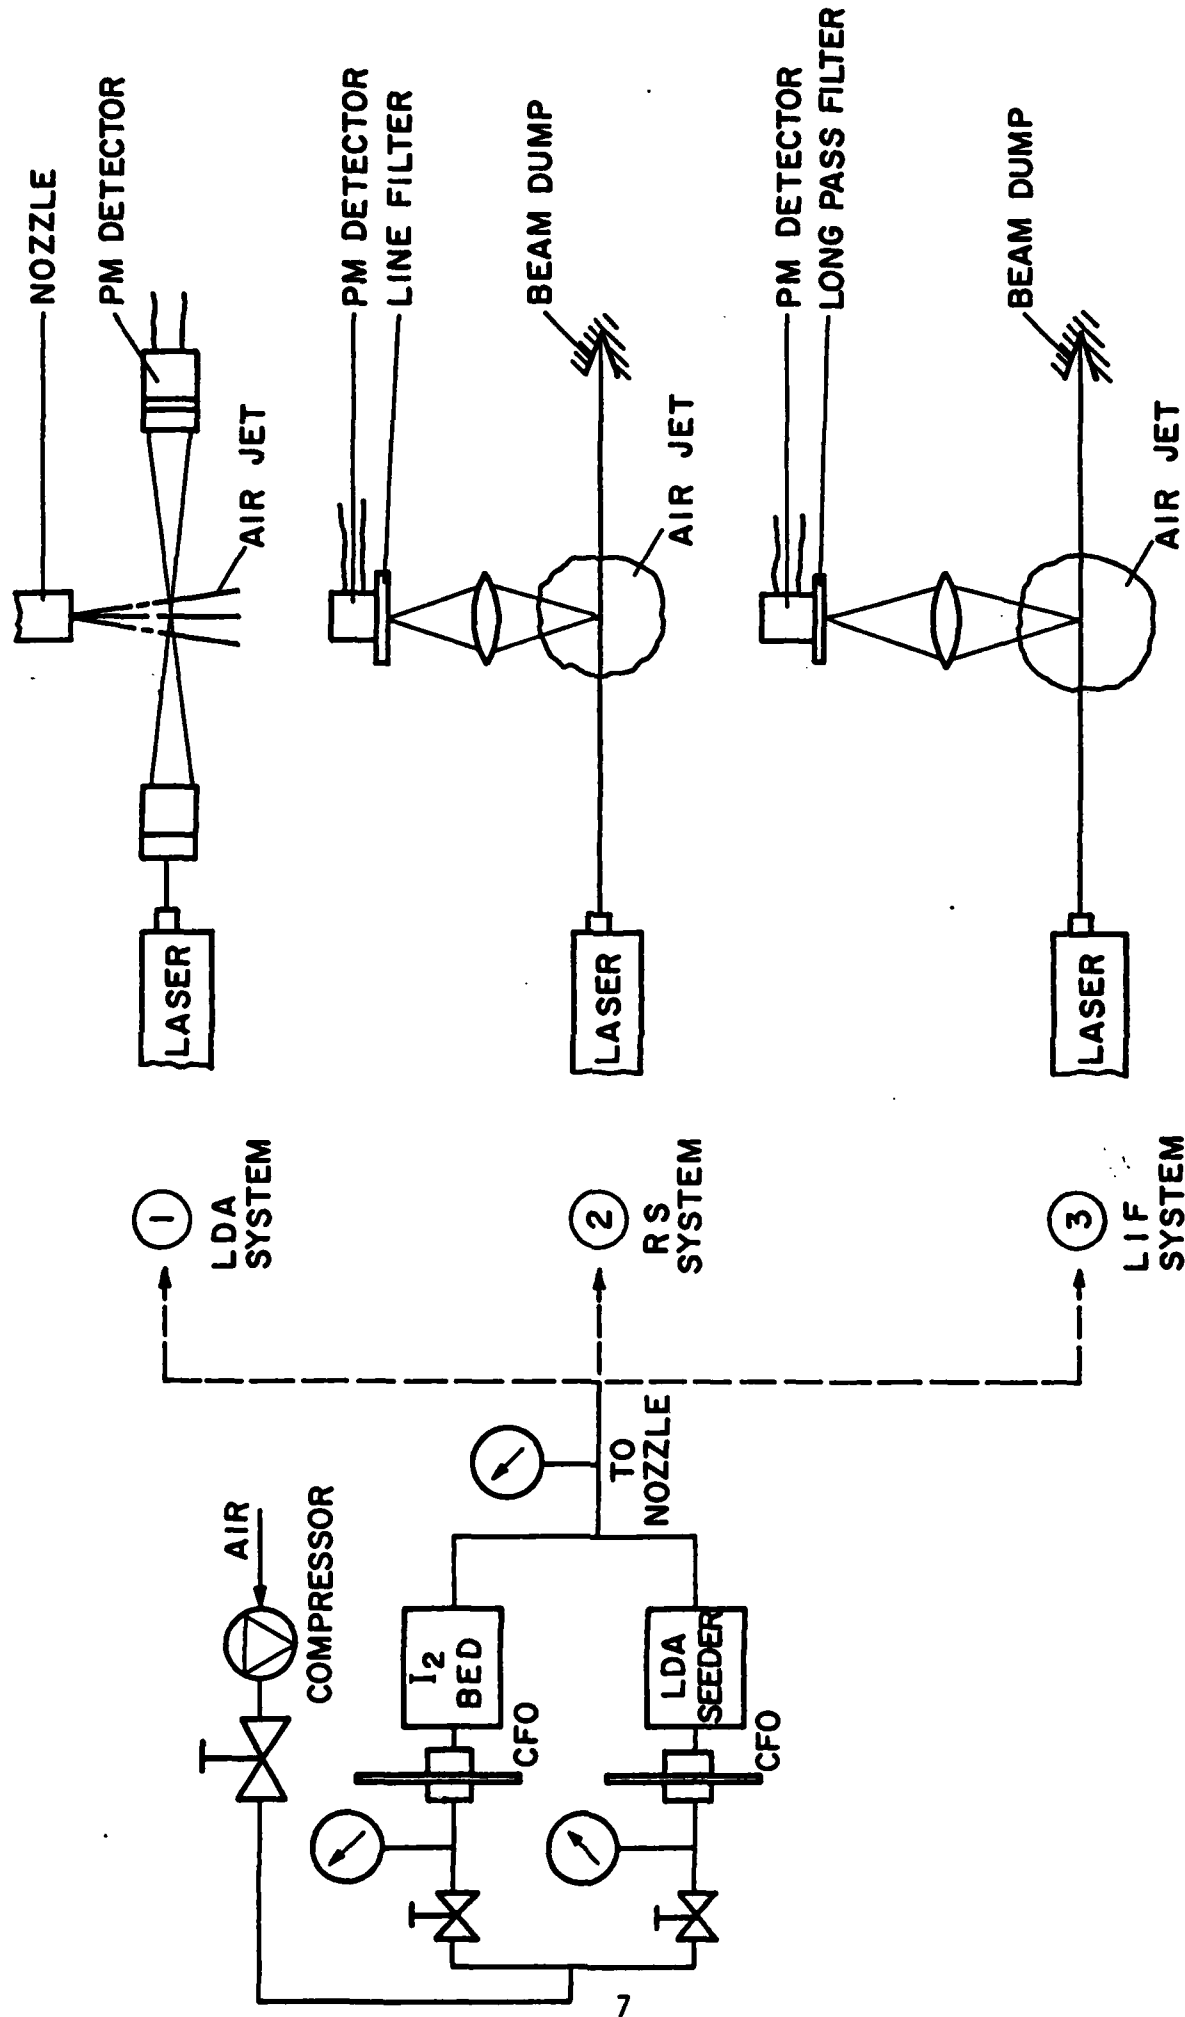 AIR
COMPRESSOR
I2
BED
CFO
LDA
SEEDER
CFO
TO
NOZZLE
1
LDA
SYSTEM
LASER
NOZZLE
PM DETECTOR
AIR JET
2
RS
SYSTEM
LASER
PM DETECTOR
LINE FILTER
BEAM DUMP
AIR JET
3
LIF
SYSTEM
LASER
PM DETECTOR
LONG PASS FILTER
BEAM DUMP
AIR JET
7